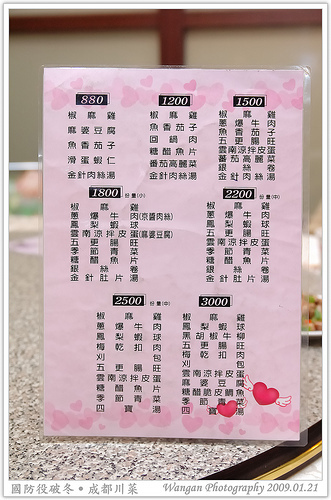 880
椒麻雞
麻婆豆腐
魚香茄子
滑蛋蝦仁
金針肉絲湯
1200
椒麻雞
魚香茄子
回鍋肉
糖醋魚片
番茄高麗菜
金針肉絲湯
1500
椒麻雞
蔥爆牛肉
魚香茄子
五更腸旺
雲南涼拌皮蛋
番茄高麗菜
銀絲卷
金針肉絲湯
1800 份量(小)
椒麻雞
蔥爆牛肉(京醬肉絲)
鳳梨蝦球
雲南涼拌皮蛋(麻婆豆腐)
五更腸旺
季節青菜
糖醋魚片
銀絲卷
金針肚片湯
2200 份量(中)
椒麻雞
蔥爆牛肉
鳳梨蝦球
五更腸旺
雲南涼拌皮蛋
季節青菜
糖醋魚片
銀絲卷
金針肚片湯
2500 份量(中)
椒麻雞
蔥爆牛肉
鳳梨蝦球
五更腸旺
梅乾扣肉
刈包
雲南涼拌皮蛋
糖醋魚片
季節青菜
四寶湯
3000
椒麻雞
鳳梨蝦球
黑胡椒牛柳
五更腸旺
梅乾扣肉
刈包
雲南涼拌皮蛋
麻婆豆腐
糖醋脆皮鯛魚
季節青菜
四寶湯
國防役破冬●成都川菜
Wangan Photography 2009.01.21